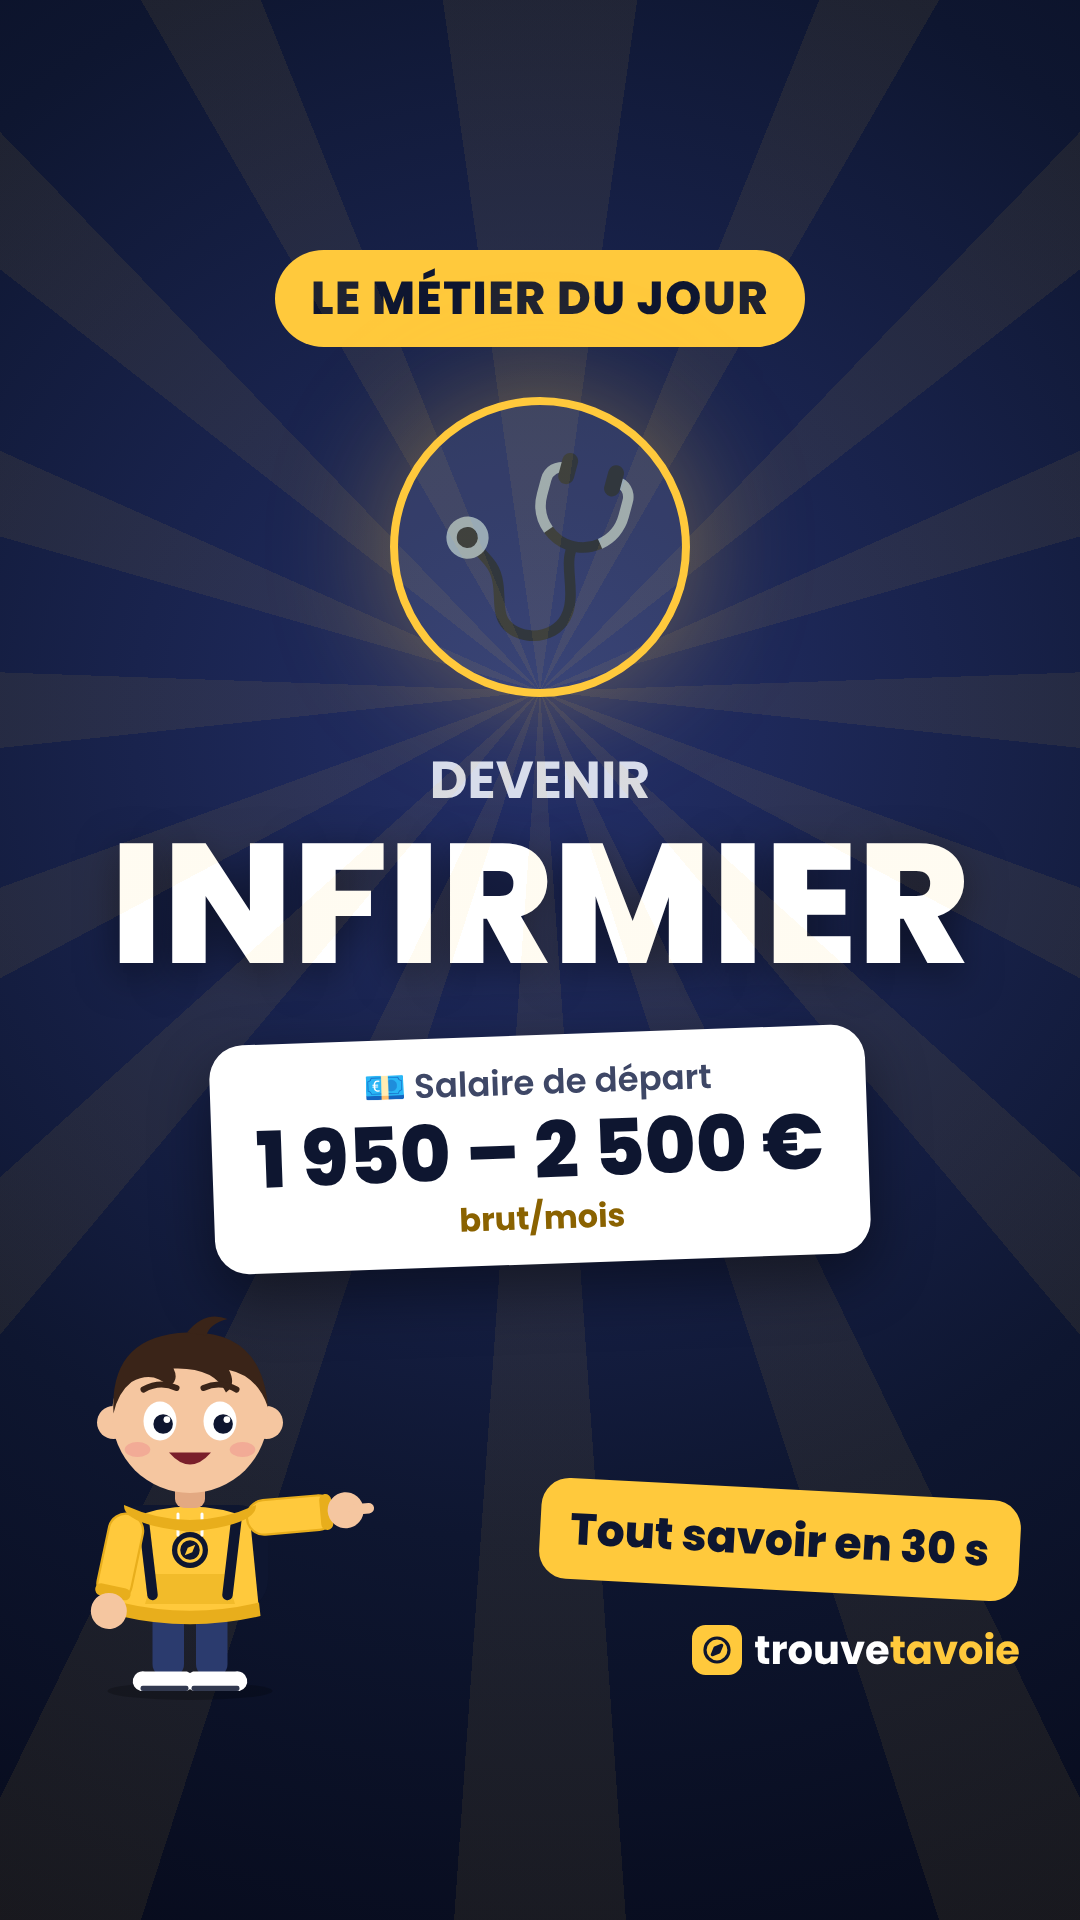 LE MÉTIER DU JOUR
DEVENIR
INFIRMIER
💶 Salaire de départ
1 950 – 2 500 €
brut/mois
Tout savoir en 30 s
trouvetavoie